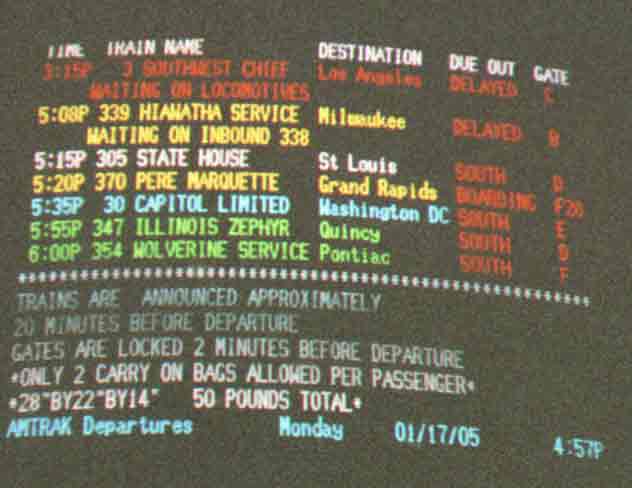 TIME TRAIN NAME DESTINATION DUE OUT GATE
3:15P 3 SOUTHWEST CHIEF Los Angeles DELAYED C
WAITING ON LOCOMOTIVES
5:08P 339 HIAWATHA SERVICE Milwaukee DELAYED B
WAITING ON INBOUND 338
5:15P 305 STATE HOUSE St Louis SOUTH D
5:20P 370 PERE MARQUETTE Grand Rapids BOARDING F28
5:35P 30 CAPITOL LIMITED Washington DC SOUTH E
5:55P 347 ILLINOIS ZEPHYR Quincy SOUTH D
6:00P 354 WOLVERINE SERVICE Pontiac SOUTH F
TRAINS ARE ANNOUNCED APPROXIMATELY
20 MINUTES BEFORE DEPARTURE
GATES ARE LOCKED 2 MINUTES BEFORE DEPARTURE
*ONLY 2 CARRY ON BAGS ALLOWED PER PASSENGER*
*28"BY22"BY14" 50 POUNDS TOTAL*
AMTRAK Departures Monday 01/17/05 4:57P